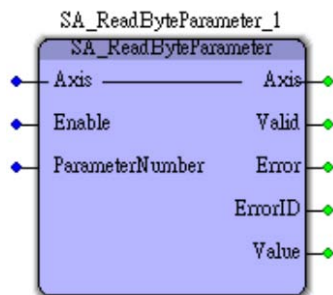 SA_ReadByteParameter_1
SA_ReadByteParameter
Axis Axis
Enable Valid
ParameterNumber Error
ErrorID
Value